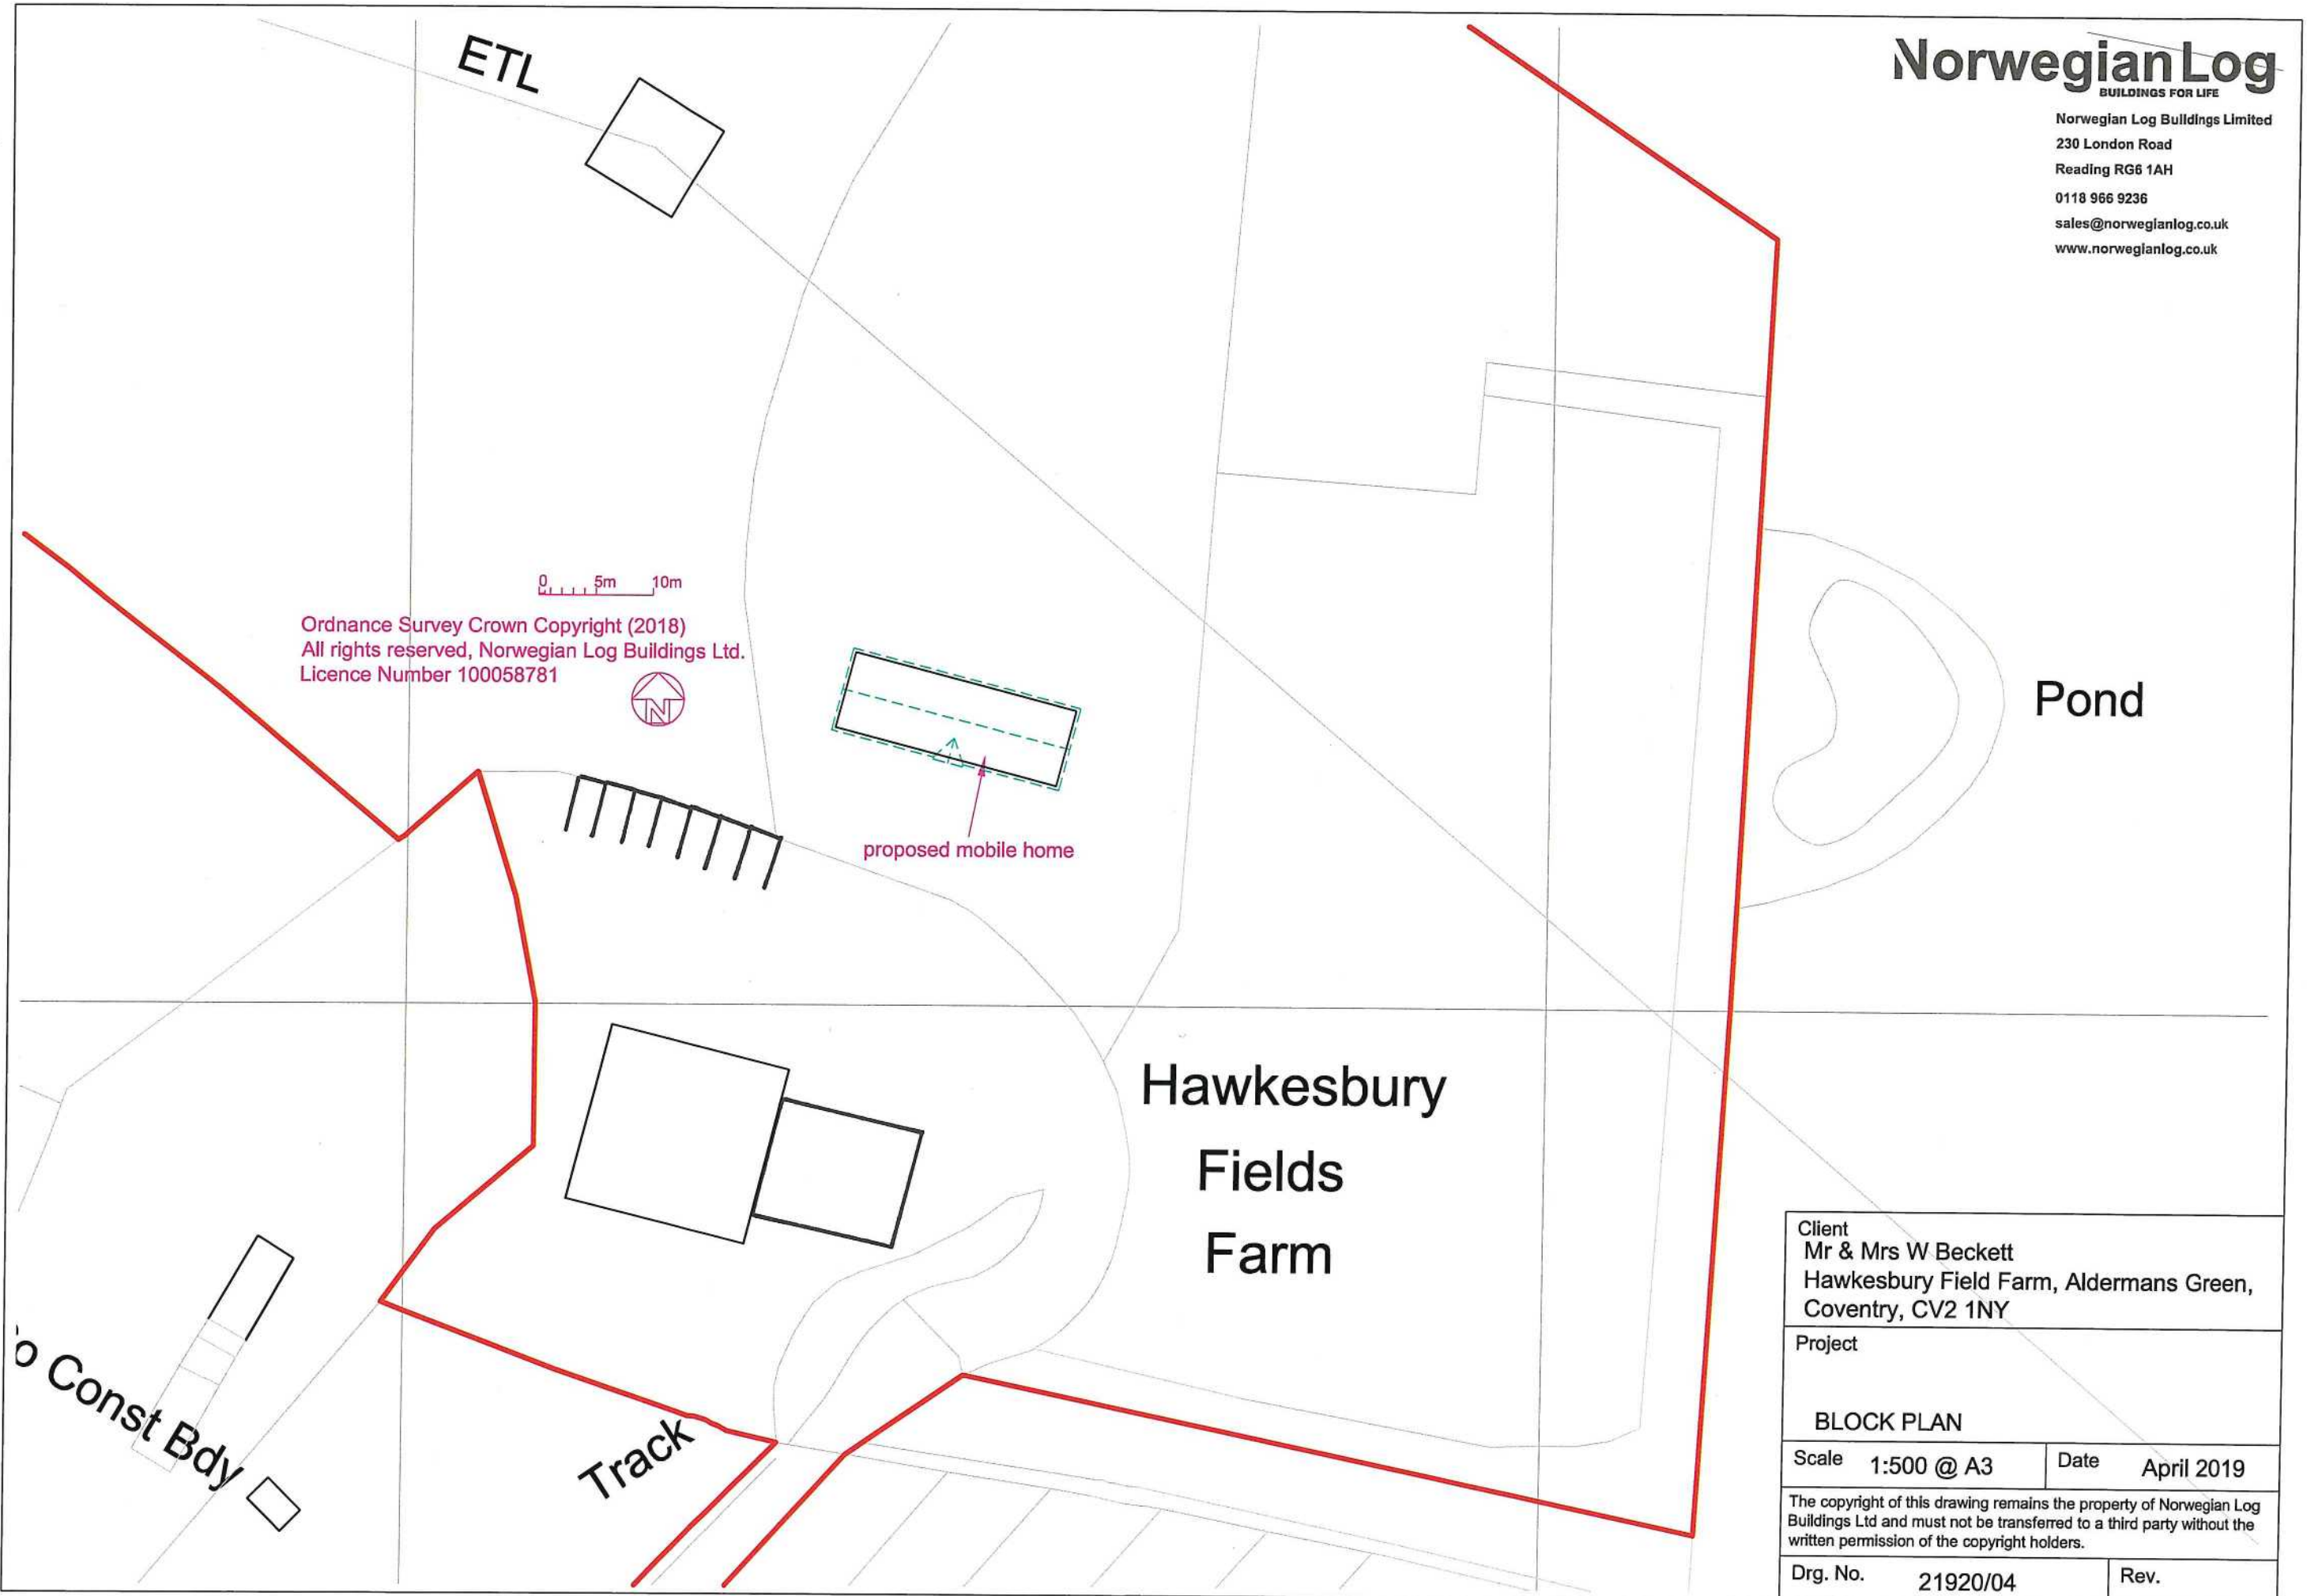 ETL
Norwegian Log
BUILDINGS FOR LIFE
Norwegian Log Buildings Limited
230 London Road
Reading RG6 1AH
0118 966 9236
sales@norwegianlog.co.uk
www.norwegianlog.co.uk
0 5m 10m
Ordnance Survey Crown Copyright (2018)
All rights reserved, Norwegian Log Buildings Ltd.
Licence Number 100058781
N
Pond
proposed mobile home
Hawkesbury
Fields
Farm
o Const Bdy
Track
Client
Mr & Mrs W Beckett
Hawkesbury Field Farm, Aldermans Green,
Coventry, CV2 1NY
Project
BLOCK PLAN
Scale 1:500 @ A3 Date April 2019
The copyright of this drawing remains the property of Norwegian Log
Buildings Ltd and must not be transferred to a third party without the
written permission of the copyright holders.
Drg. No. 21920/04 Rev.